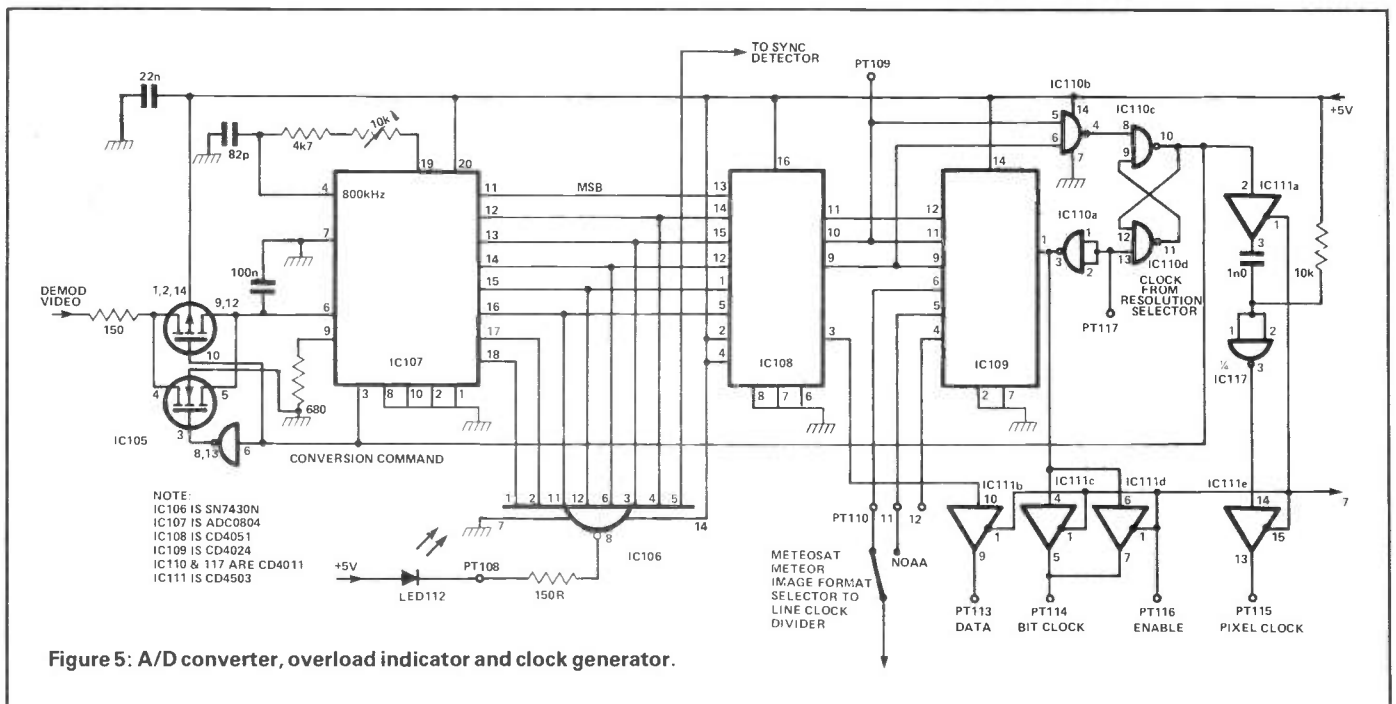 22n
TO SYNC
DETECTOR
PT109
IC110b
IC110c
+5V
14
5
6
4
7
8
9
10
82p
4k7
10k
19
20
4
800kHz
7
100n
DEMOD
VIDEO
150
1,2,14
9,12
10
6
9
680
4
5
3
IC105
8,13
6
3
8
10
2
1
IC107
11
MSB
12
13
14
15
16
17
18
13
14
15
12
1
5
2
4
16
11
10
9
3
IC108
8
7
6
14
12
11
9
6
5
4
1
IC109
2
7
IC110a
3
1
2
12
13
11
IC110d
CLOCK
FROM
RESOLUTION
SELECTOR
PT117
2
IC111a
1
3
1n0
10k
1
2
¼
IC117
3
CONVERSION COMMAND
NOTE:
IC106 IS SN7430N
IC107 IS ADC0804
IC108 IS CD4051
IC109 IS CD4024
IC110 & 117 ARE CD4011
IC111 IS CD4503
1
2
11
12
6
3
4
5
7
14
8
IC106
+5V
LED112
PT108
150R
PT110
11
12
METEOSAT
METEOR
IMAGE FORMAT
SELECTOR TO
LINE CLOCK
DIVIDER
NOAA
IC111b
10
1
9
IC111c
4
1
5
IC111d
6
1
7
IC111e
14
15
13
7
PT113
DATA
PT114
BIT CLOCK
PT116
ENABLE
PT115
PIXEL CLOCK
Figure 5: A/D converter, overload indicator and clock generator.